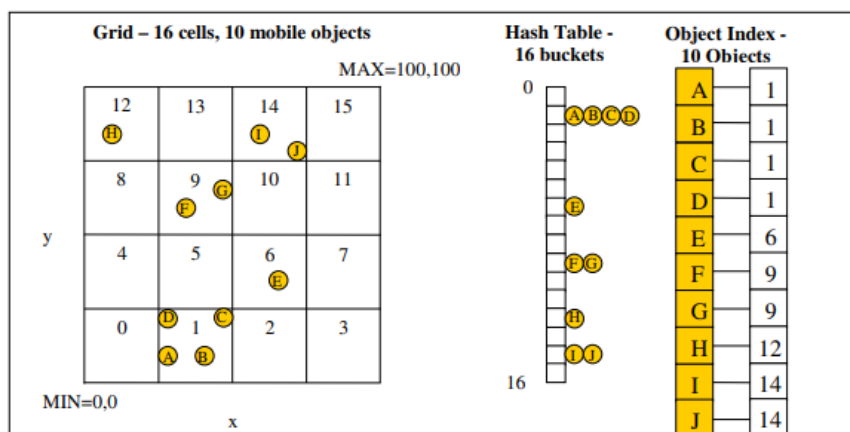 Grid – 16 cells, 10 mobile objects
MAX=100,100
12 13 14 15
H I J
8 9 10 11
G
F
y
4 5 6 7
E
D C
0 1 2 3
A B
MIN=0,0
x
Hash Table -
16 buckets
0
A B C D
E
F G
H
I J
16
Object Index -
10 Objects
A 1
B 1
C 1
D 1
E 6
F 9
G 9
H 12
I 14
J 14